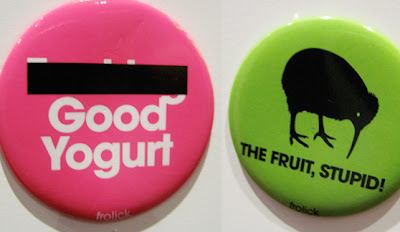 Good
Yogurt
frolick
THE FRUIT, STUPID!
frolick